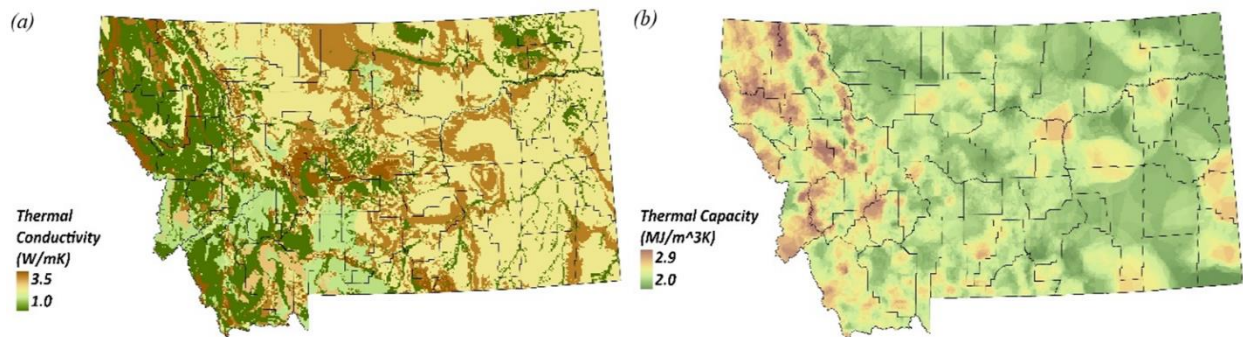 (a)
Thermal
Conductivity
(W/mK)
3.5
1.0
(b)
Thermal Capacity
(MJ/m^3K)
2.9
2.0